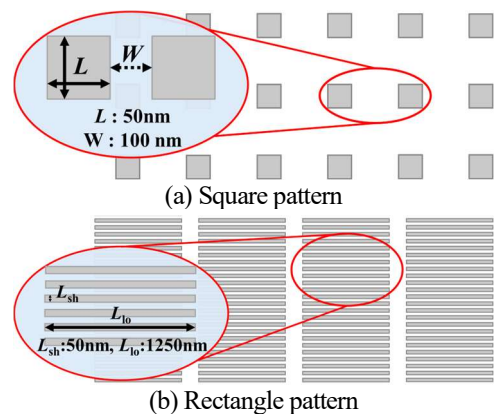 L
W
L : 50nm
W : 100 nm
(a) Square pattern
Lsh
Llo
Lsh:50nm, Llo:1250nm
(b) Rectangle pattern